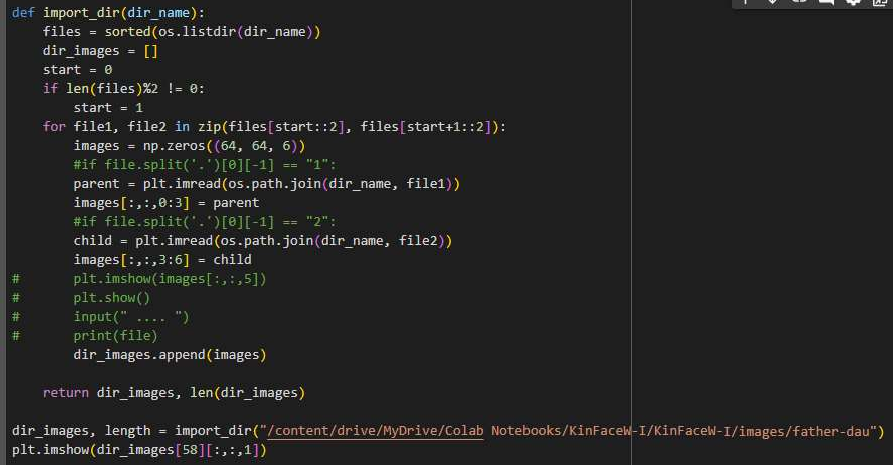 def import_dir(dir_name):
    files = sorted(os.listdir(dir_name))
    dir_images = []
    start = 0
    if len(files)%2 != 0:
        start = 1
    for file1, file2 in zip(files[start::2], files[start+1::2]):
        images = np.zeros((64, 64, 6))
        #if file.split('.')[0][-1] == "1":
        parent = plt.imread(os.path.join(dir_name, file1))
        images[:,:,0:3] = parent
        #if file.split('.')[0][-1] == "2":
        child = plt.imread(os.path.join(dir_name, file2))
        images[:,:,3:6] = child
#       plt.imshow(images[:,:,5])
#       plt.show()
#       input(" .... ")
#       print(file)
        dir_images.append(images)
    return dir_images, len(dir_images)
dir_images, length = import_dir("/content/drive/MyDrive/Colab Notebooks/KinFaceW-I/KinFaceW-I/images/father-dau")
plt.imshow(dir_images[58][:,:,1])